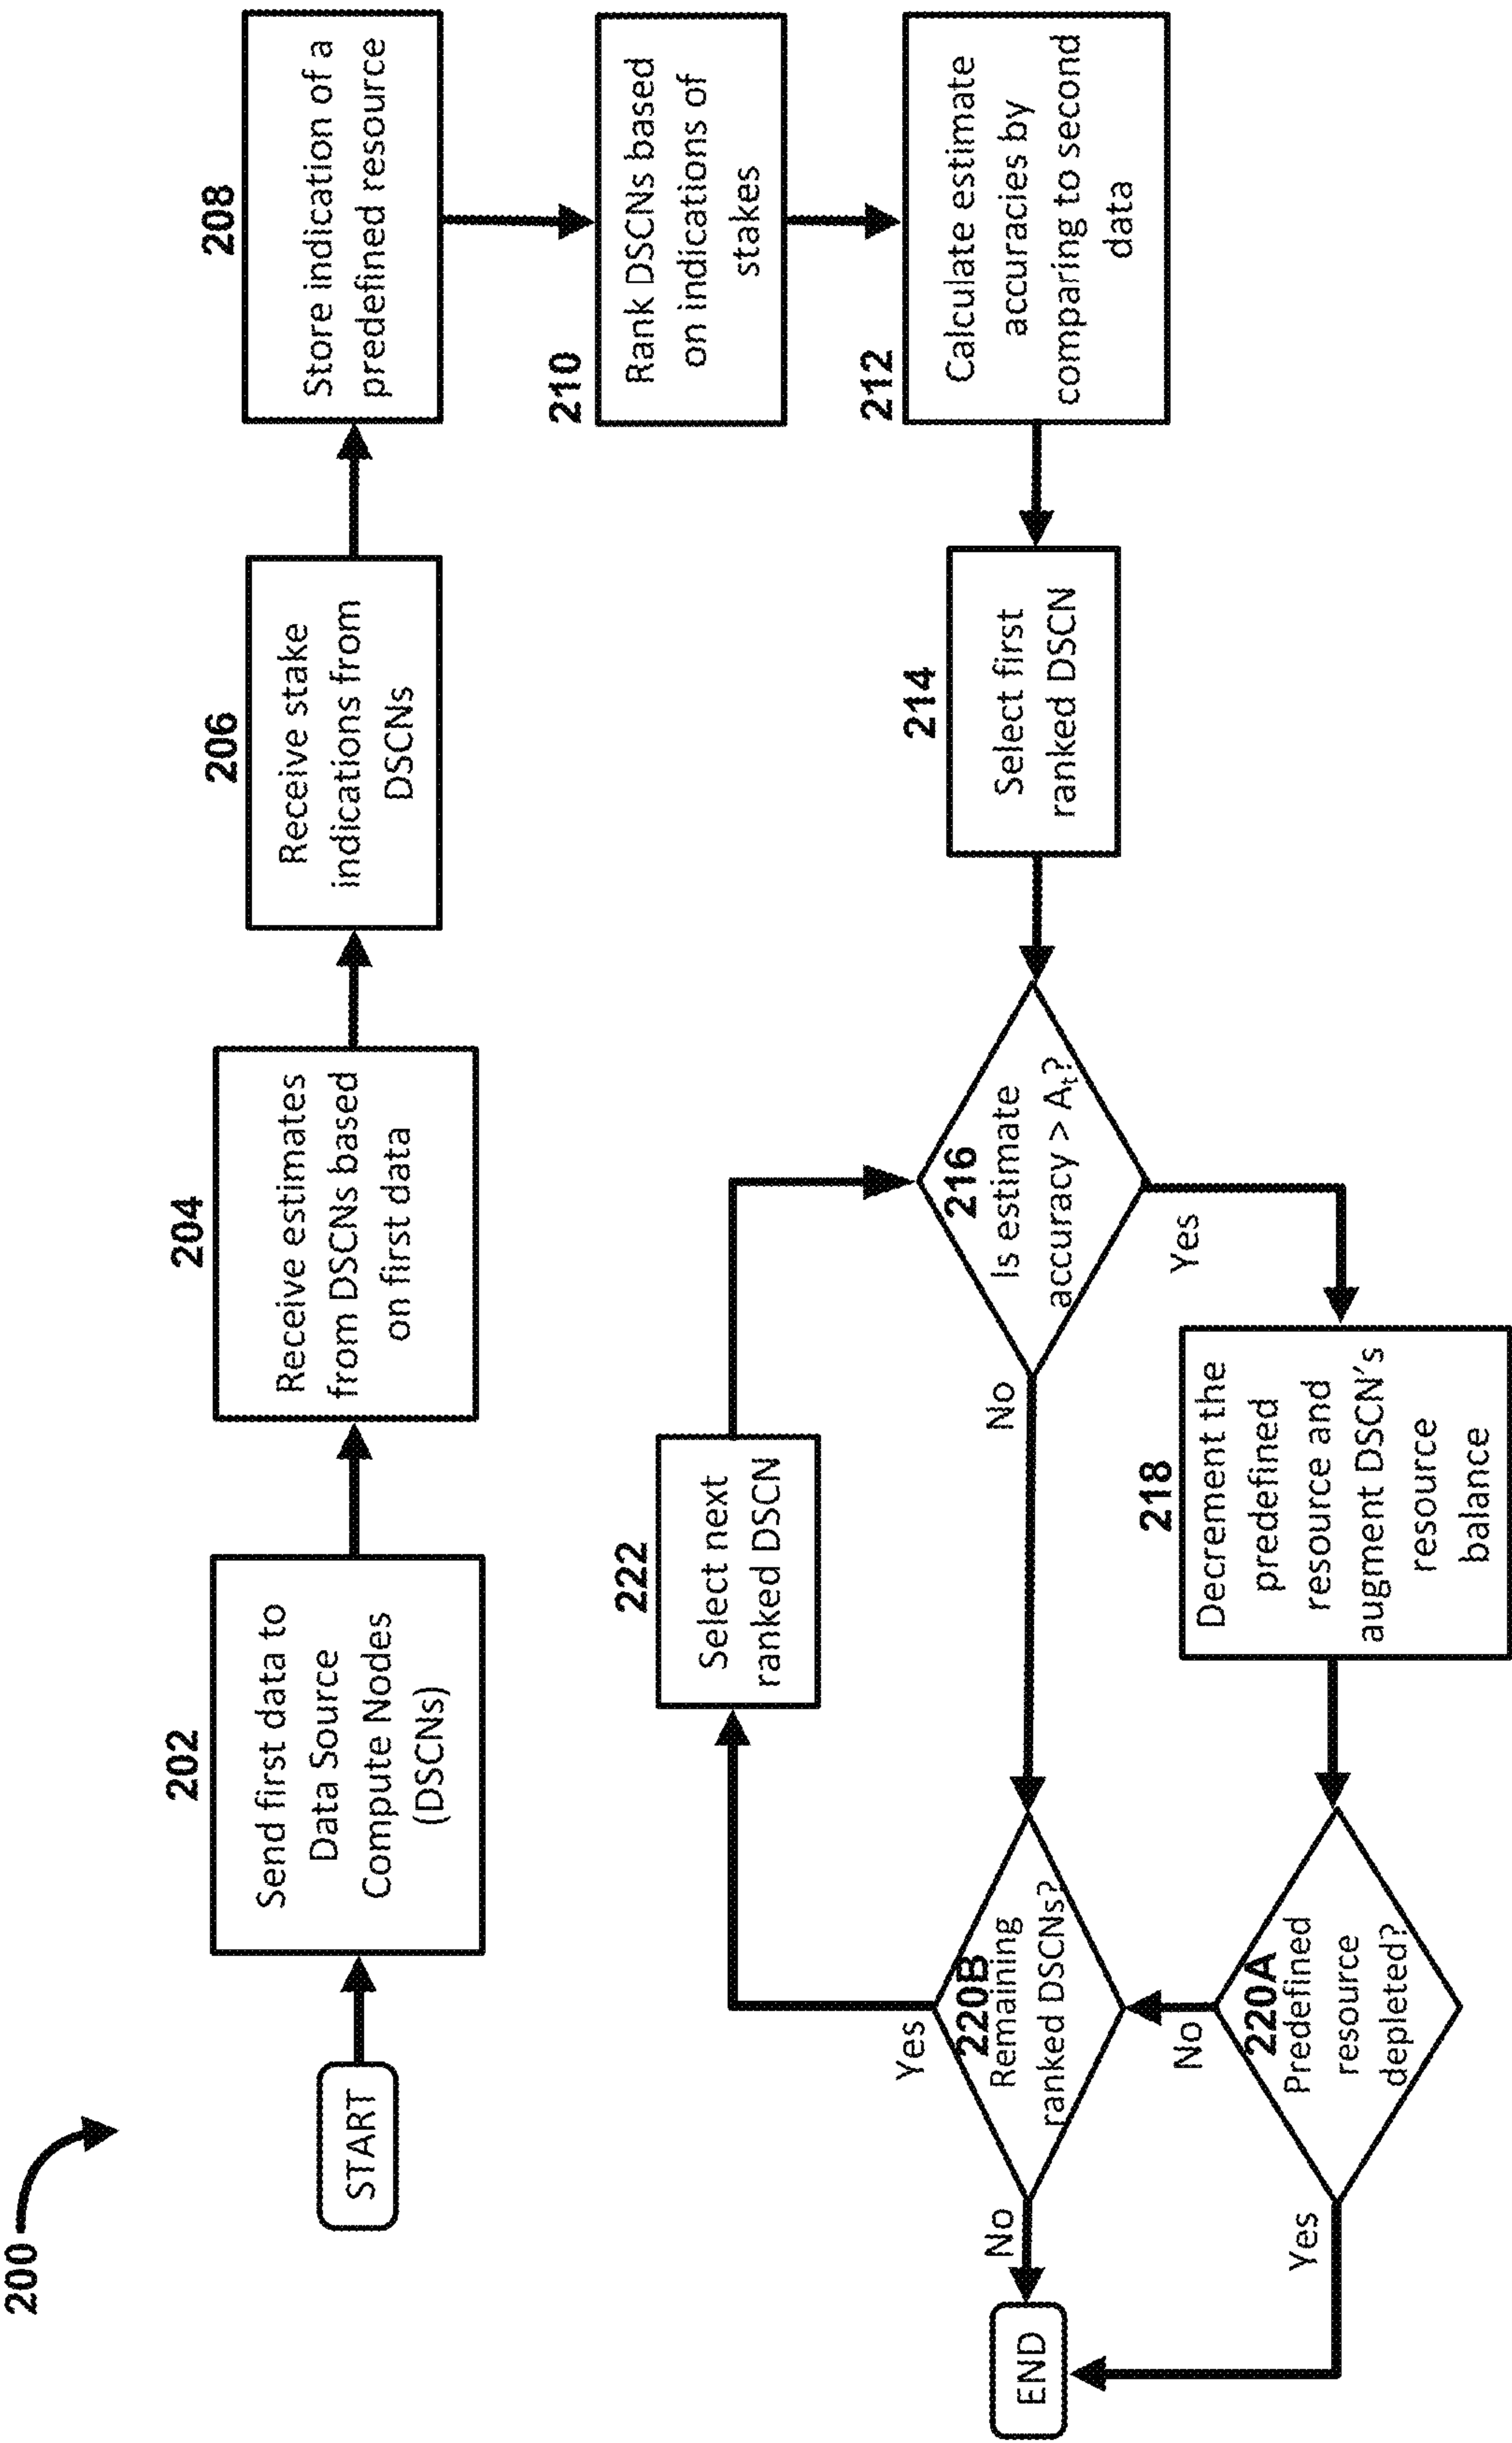 200
START
202
Send first data to
Data Source
Compute Nodes
(DSCNs)
204
Receive estimates
from DSCNs based
on first data
206
Receive stake
indications from
DSCNs
208
Store indication of a
predefined resource
210
Rank DSCNs based
on indications of
stakes
212
Calculate estimate
accuracies by
comparing to second
data
214
Select first
ranked DSCN
216
Is estimate
accuracy > Aₜ?
Yes
No
218
Decrement the
predefined
resource and
augment DSCN's
resource
balance
220A
Predefined
resource
depleted?
No
Yes
220B
Remaining
ranked DSCNs?
Yes
No
222
Select next
ranked DSCN
END